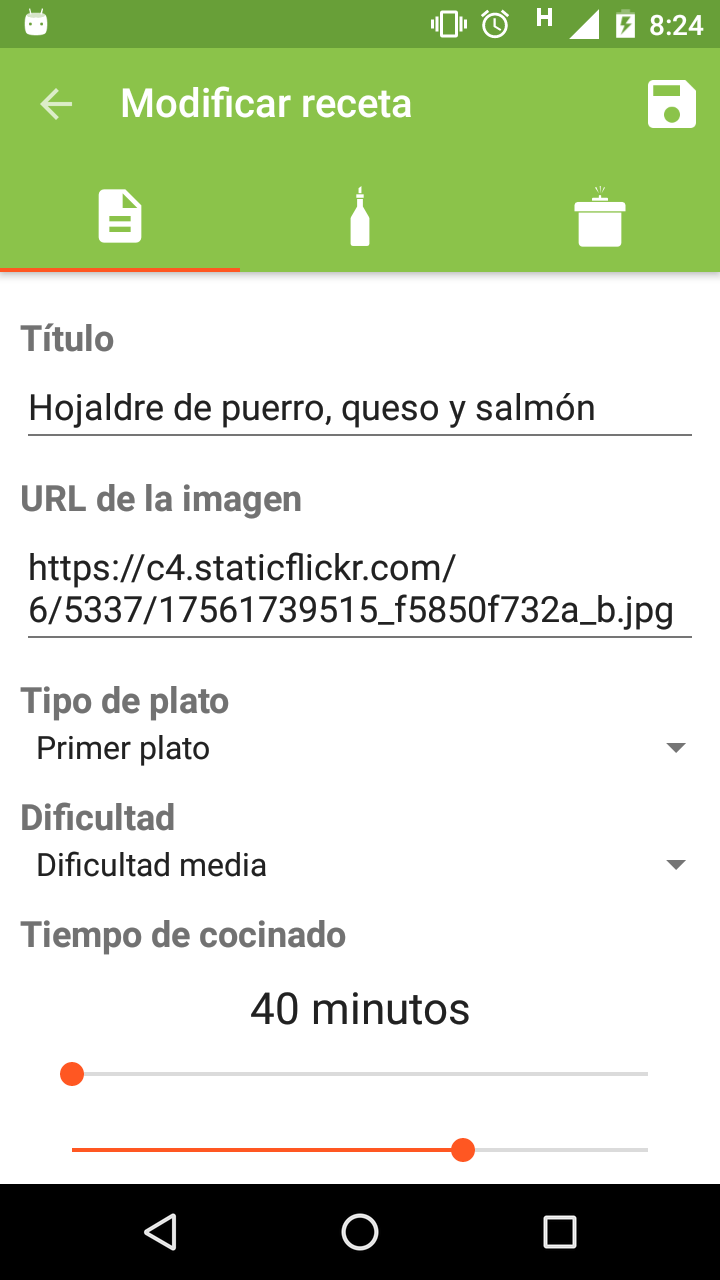 H 8:24
Modificar receta
Título
Hojaldre de puerro, queso y salmón
URL de la imagen
https://c4.staticflickr.com/
6/5337/17561739515_f5850f732a_b.jpg
Tipo de plato
Primer plato
Dificultad
Dificultad media
Tiempo de cocinado
40 minutos